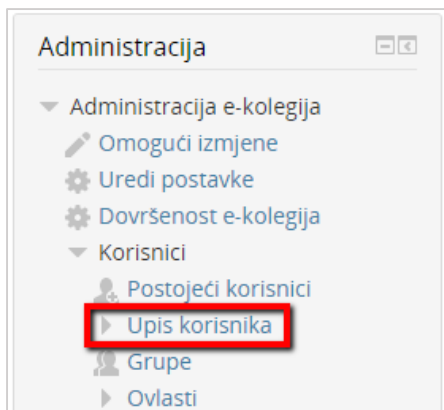 Administracija
Administracija e-kolegija
Omogući izmjene
Uredi postavke
Dovršenost e-kolegija
Korisnici
Postojeći korisnici
Upis korisnika
Grupe
Ovlasti